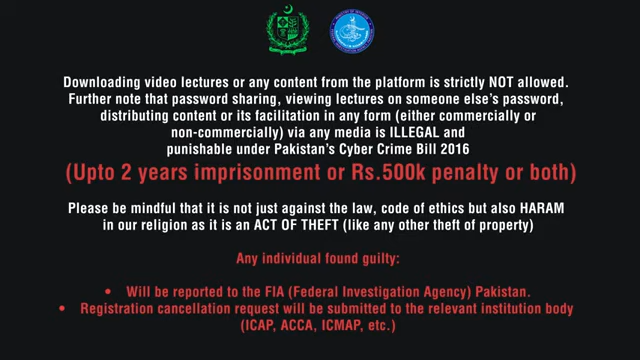 Downloading video lectures or any content from the platform is strictly NOT allowed.
Further note that password sharing, viewing lectures on someone else's password,
distributing content or its facilitation in any form (either commercially or
non-commercially) via any media is ILLEGAL and
punishable under Pakistan's Cyber Crime Bill 2016
(Upto 2 years imprisonment or Rs.500k penalty or both)
Please be mindful that it is not just against the law, code of ethics but also HARAM
in our religion as it is an ACT OF THEFT (like any other theft of property)
Any individual found guilty:
• Will be reported to the FIA (Federal Investigation Agency) Pakistan.
• Registration cancellation request will be submitted to the relevant institution body
(ICAP, ACCA, ICMAP, etc.)